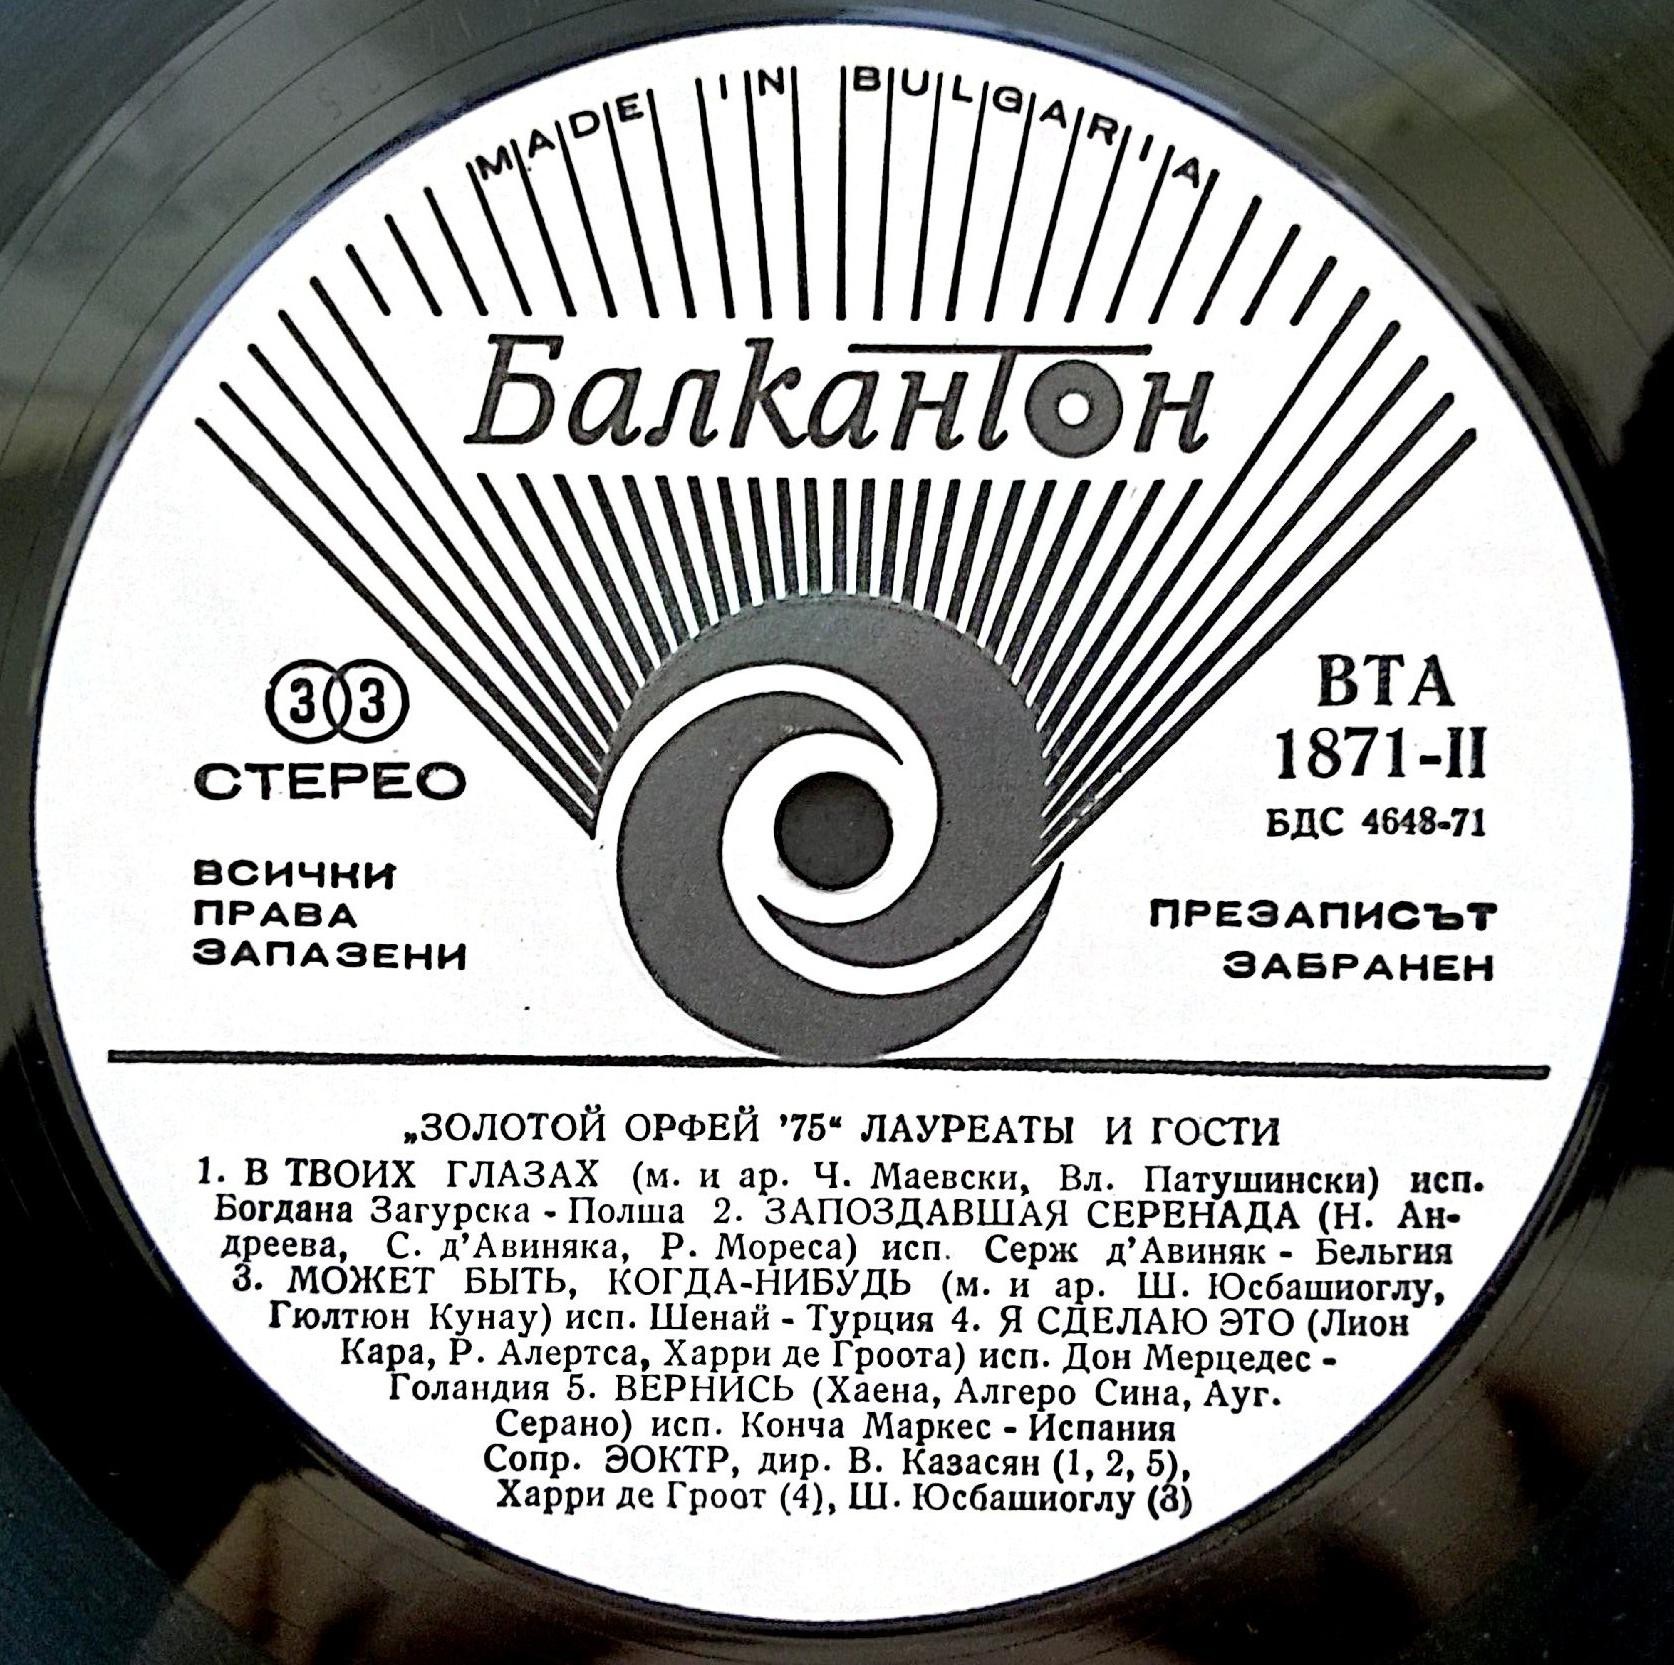 MADE IN BULGARIA
Балкантон
33
СТЕРЕО
ВСИЧКИ
ПРАВА
ЗАПАЗЕНИ
ВТА
1871-II
БДС 4648-71
ПРЕЗАПИСЪТ
ЗАБРАНЕН
„ЗОЛОТОЙ ОРФЕЙ ’75“ ЛАУРЕАТЫ И ГОСТИ
1. В ТВОИХ ГЛАЗАХ (м. и ар. Ч. Маевски, Вл. Патушински) исп.
Богдана Загурска - Полша 2. ЗАПОЗДАВШАЯ СЕРЕНАДА (Н. Ан-
дреева, С. д’Авиняка, Р. Мореса) исп. Серж д’Авиняк - Бельгия
3. МОЖЕТ БЫТЬ, КОГДА-НИБУДЬ (м. и ар. Ш. Юсбашиоглу,
Гюлтюн Кунау) исп. Шенай - Турция 4. Я СДЕЛАЮ ЭТО (Лион
Кара, Р. Алертса, Харри де Гроота) исп. Дон Мерцедес -
Голандия 5. ВЕРНИСЬ (Хаена, Алгеро Сина, Ауг.
Серано) исп. Конча Маркес - Испания
Сопр. ЭОКТР, дир. В. Казасян (1, 2, 5),
Харри де Гроот (4), Ш. Юсбашиоглу (3)